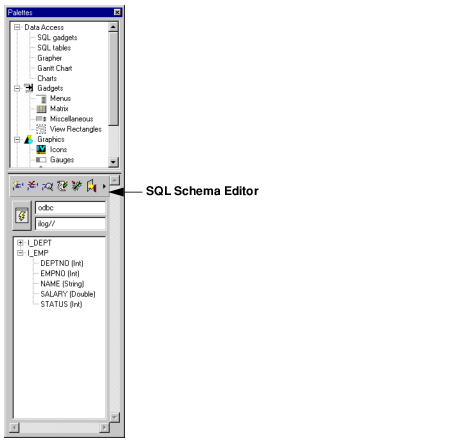 Palettes
Data Access
SQL gadgets
SQL tables
Grapher
Gantt Chart
Charts
Gadgets
Menus
Matrix
Miscellaneous
View Rectangles
Graphics
Icons
Gauges
SQL Schema Editor
odbc
ilog//
I_DEPT
I_EMP
DEPTNO (Int)
EMPNO (Int)
NAME (String)
SALARY (Double)
STATUS (Int)